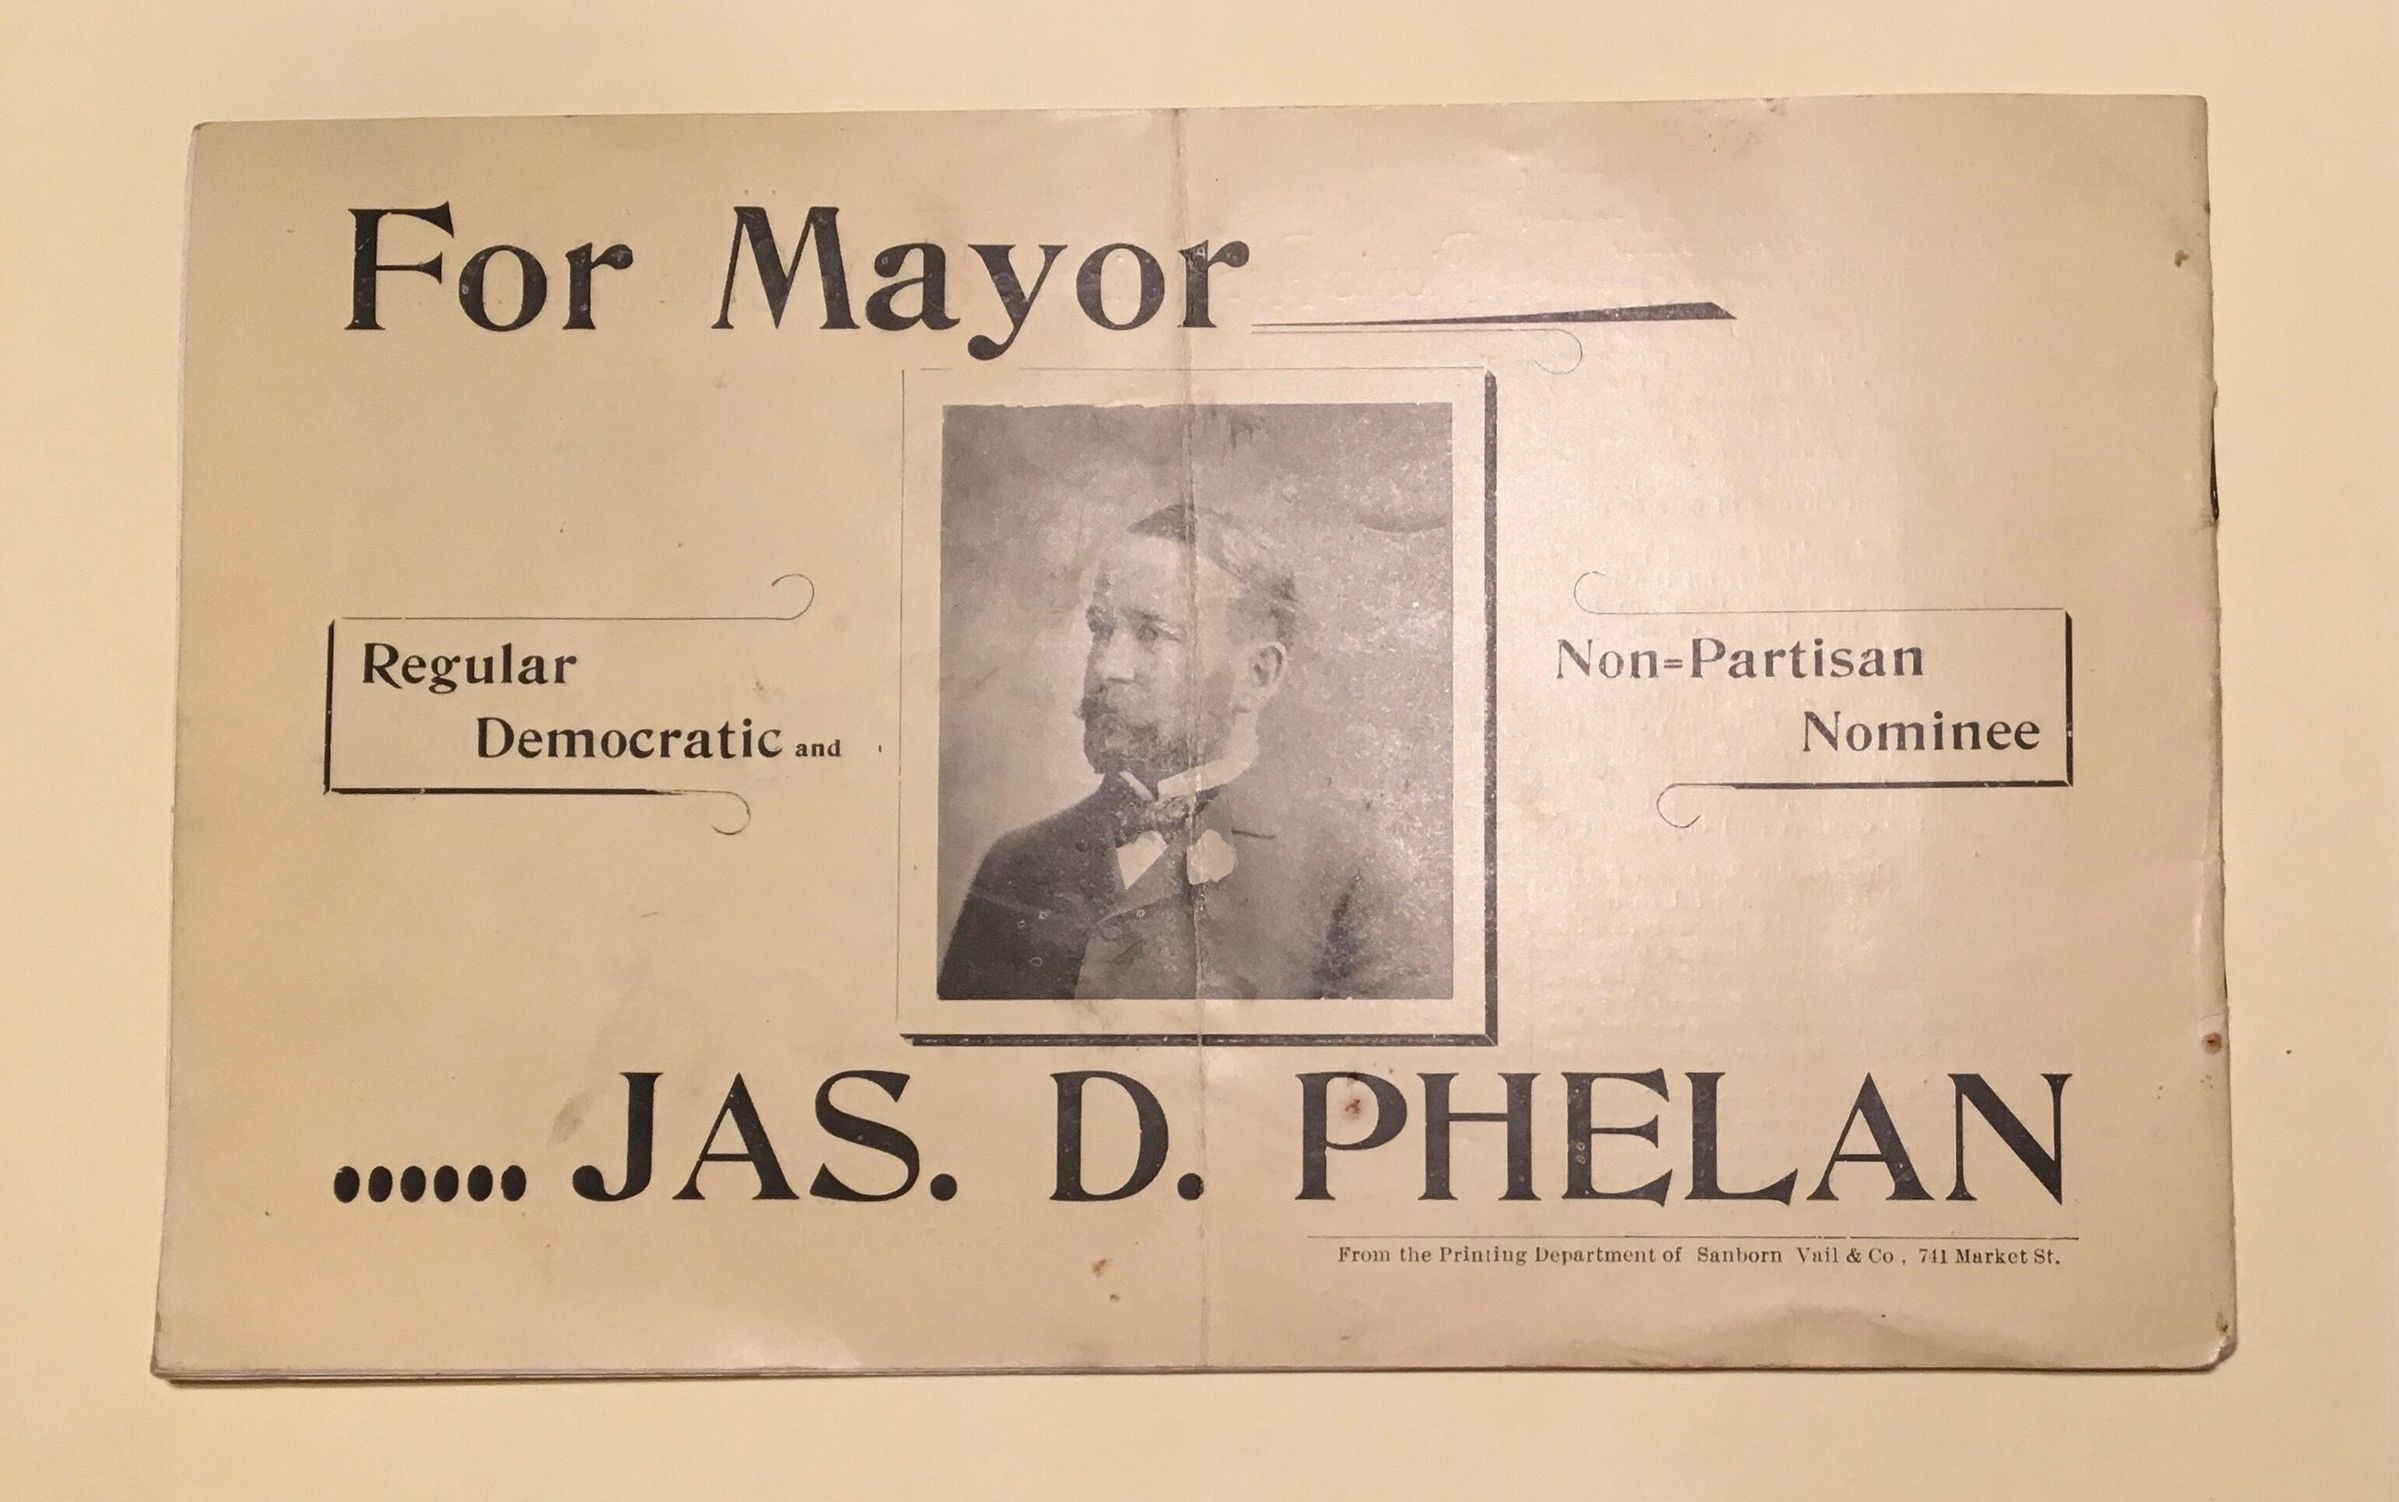 For Mayor
Regular
Democratic and
Non=Partisan
Nominee
...... JAS. D. PHELAN
From the Printing Department of Sanborn Vail & Co., 741 Market St.